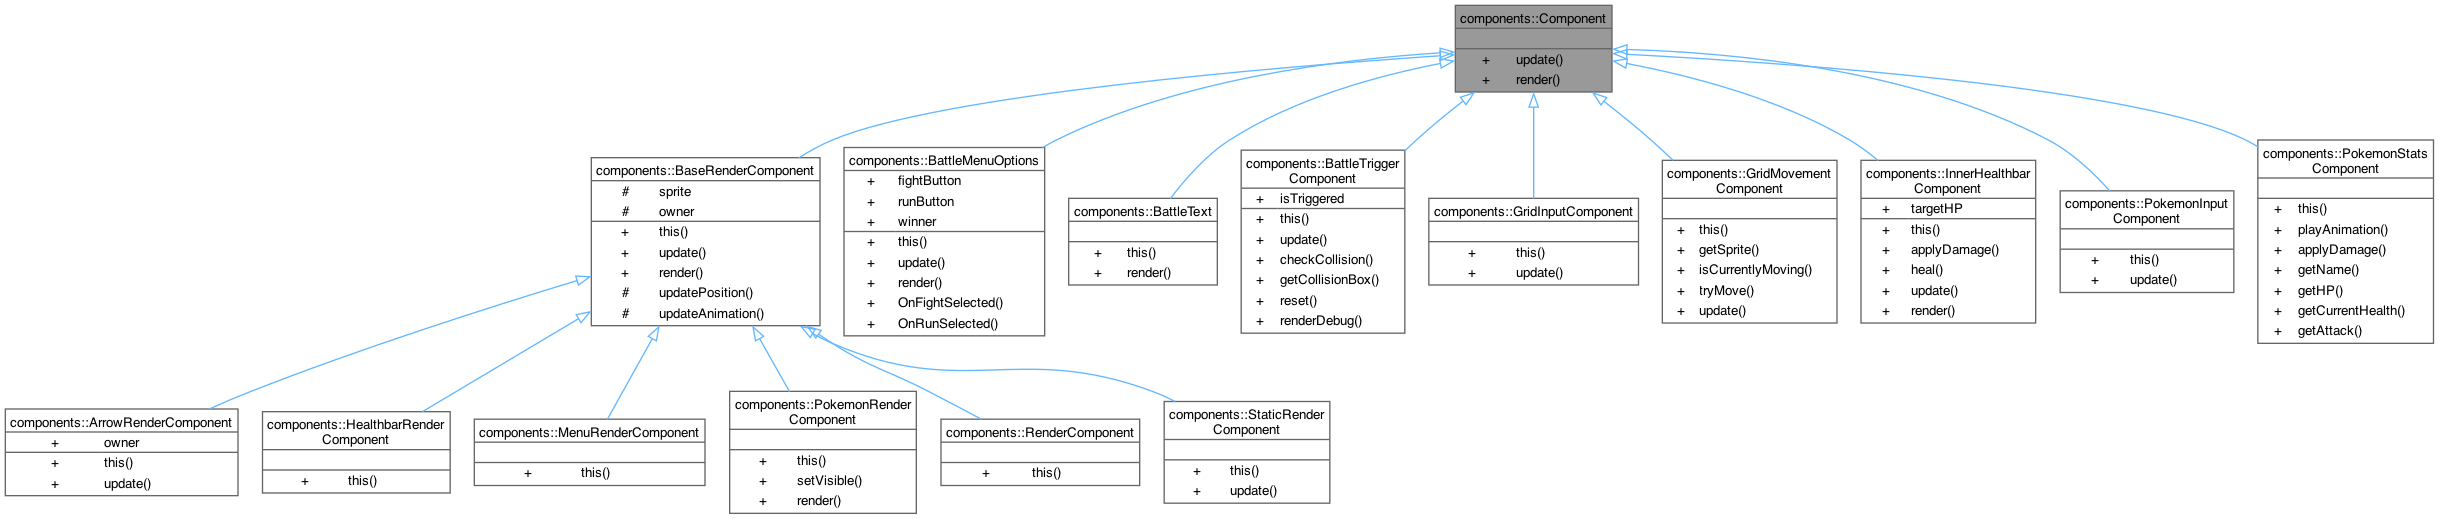 components::Component
+ update()
+ render()
components::BaseRenderComponent
# sprite
# owner
+ this()
+ update()
+ render()
# updatePosition()
# updateAnimation()
components::BattleMenuOptions
+ fightButton
+ runButton
+ winner
+ this()
+ update()
+ render()
+ OnFightSelected()
+ OnRunSelected()
components::BattleText
+ this()
+ render()
components::BattleTrigger
Component
+ isTriggered
+ this()
+ update()
+ checkCollision()
+ getCollisionBox()
+ reset()
+ renderDebug()
components::GridInputComponent
+ this()
+ update()
components::GridMovement
Component
+ this()
+ getSprite()
+ isCurrentlyMoving()
+ tryMove()
+ update()
components::InnerHealthbar
Component
+ targetHP
+ this()
+ applyDamage()
+ heal()
+ update()
+ render()
components::PokemonInput
Component
+ this()
+ update()
components::PokemonStats
Component
+ this()
+ playAnimation()
+ applyDamage()
+ getName()
+ getHP()
+ getCurrentHealth()
+ getAttack()
components::ArrowRenderComponent
+ owner
+ this()
+ update()
components::HealthbarRender
Component
+ this()
components::MenuRenderComponent
+ this()
components::PokemonRender
Component
+ this()
+ setVisible()
+ render()
components::RenderComponent
+ this()
components::StaticRender
Component
+ this()
+ update()